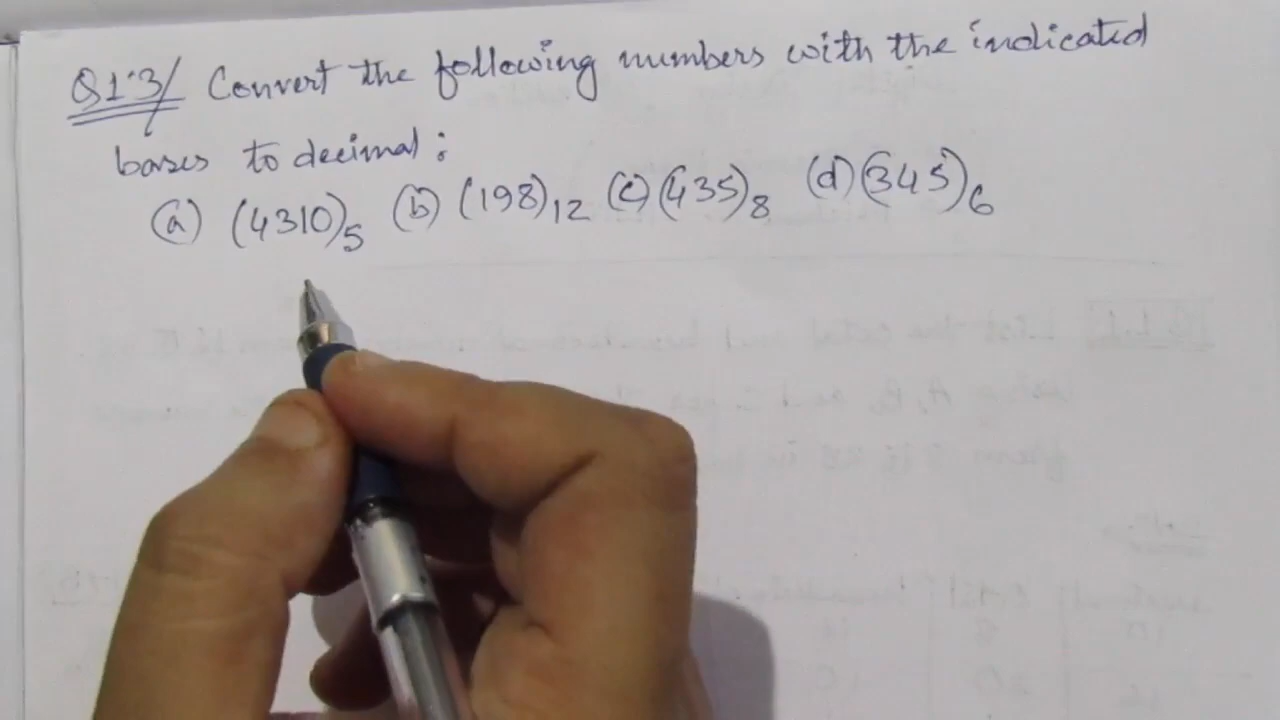 Q1.3/ Convert the following numbers with the indicated
bases to decimal:
(a) (4310)5 (b) (198)12 (c) (435)8 (d) (345)6